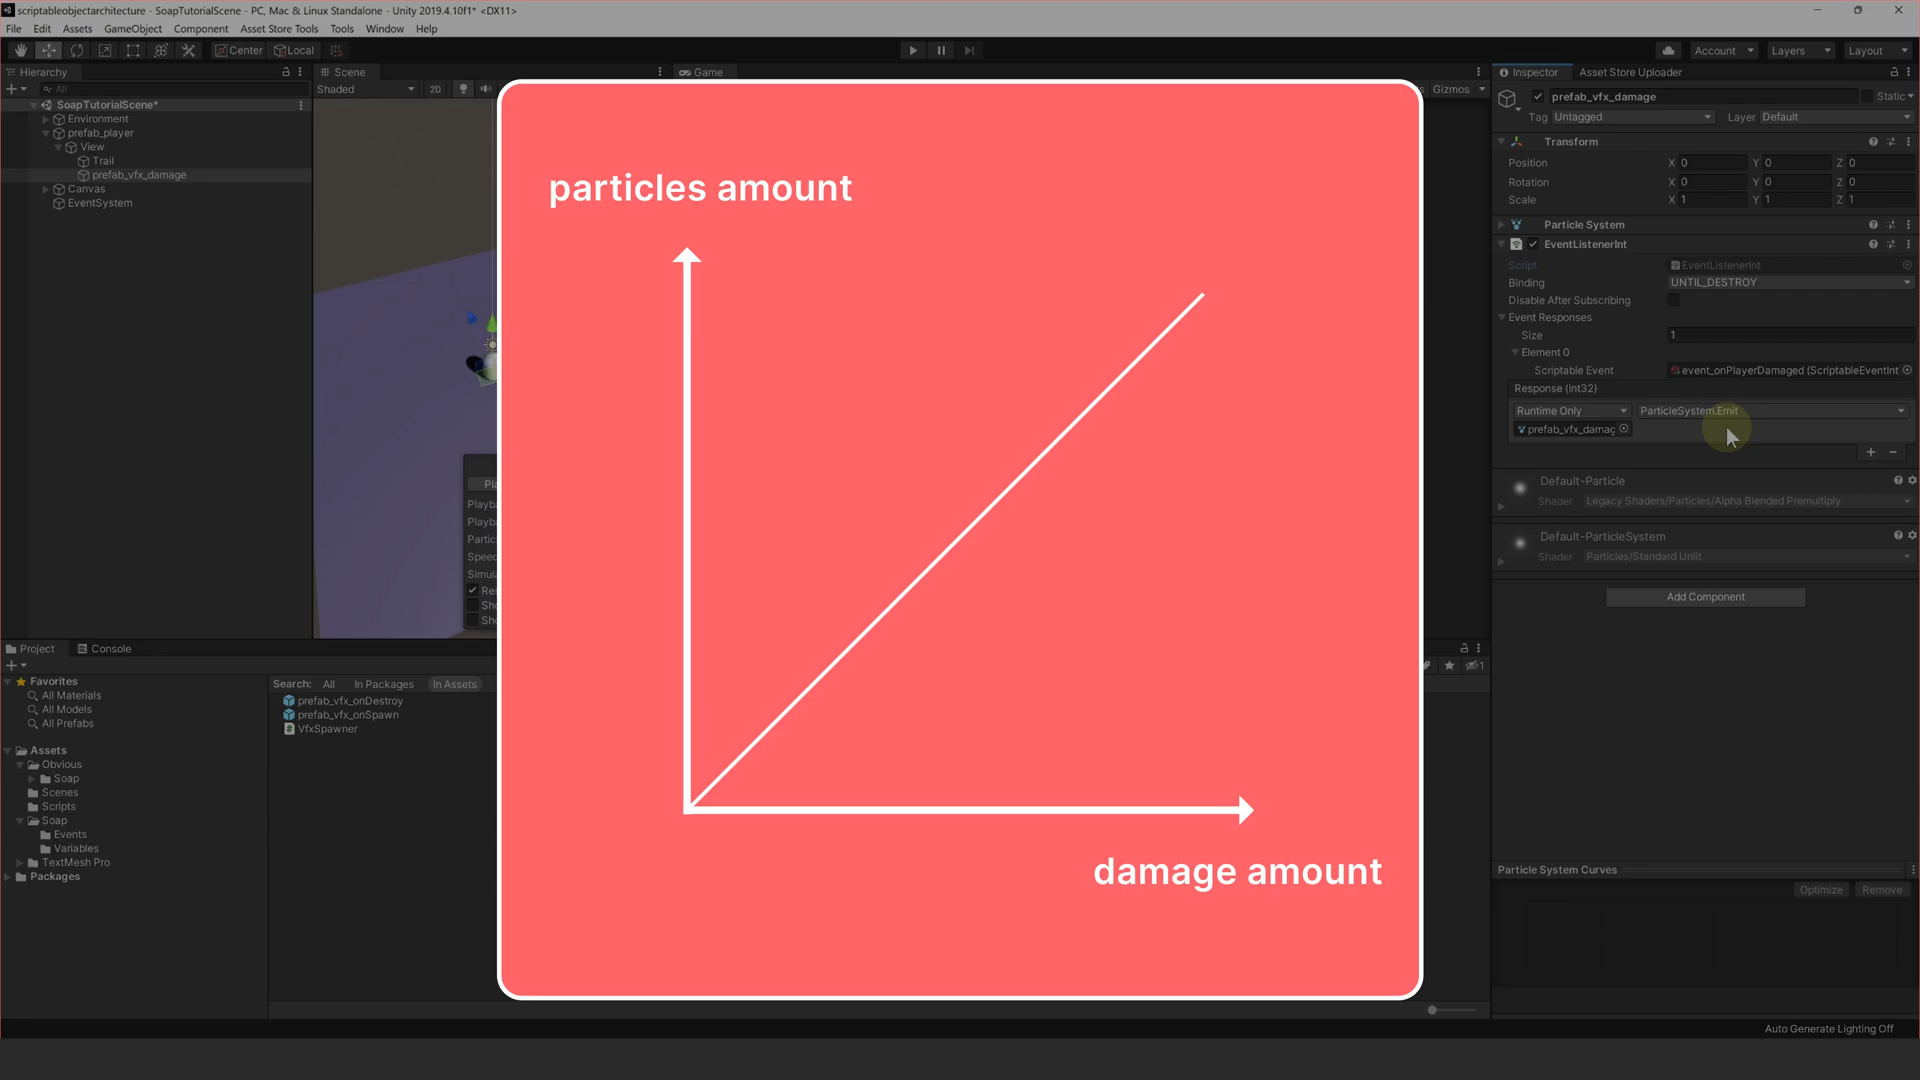 scriptableobjectarchitecture - SoapTutorialScene - PC, Mac & Linux Standalone - Unity 2019.4.10f1* <DX11>
File Edit Assets GameObject Component Asset Store Tools Tools Window Help
Center Local Account Layers Layout
Hierarchy
All
SoapTutorialScene*
Environment
prefab_player
View
Trail
prefab_vfx_damage
Canvas
EventSystem
Scene
Game
Shaded 2D
Gizmos
particles amount
damage amount
Inspector Asset Store Uploader
prefab_vfx_damage Static
Tag Untagged Layer Default
Transform
Position X 0 Y 0 Z 0
Rotation X 0 Y 0 Z 0
Scale X 1 Y 1 Z 1
Particle System
EventListenerInt
Script EventListenerInt
Binding UNTIL_DESTROY
Disable After Subscribing
Event Responses
Size 1
Element 0
Scriptable Event event_onPlayerDamaged (ScriptableEventInt
Response (Int32)
Runtime Only ParticleSystem.Emit
prefab_vfx_damag
Default-Particle
Shader Legacy Shaders/Particles/Alpha Blended Premultiply
Default-ParticleSystem
Shader Particles/Standard Unlit
Add Component
Particle System Curves
Optimize Remove
Project Console
Favorites
All Materials
All Models
All Prefabs
Assets
Obvious
Soap
Scenes
Scripts
Soap
Events
Variables
TextMesh Pro
Packages
Search: All In Packages In Assets
prefab_vfx_onDestroy
prefab_vfx_onSpawn
VfxSpawner
1
Auto Generate Lighting Off